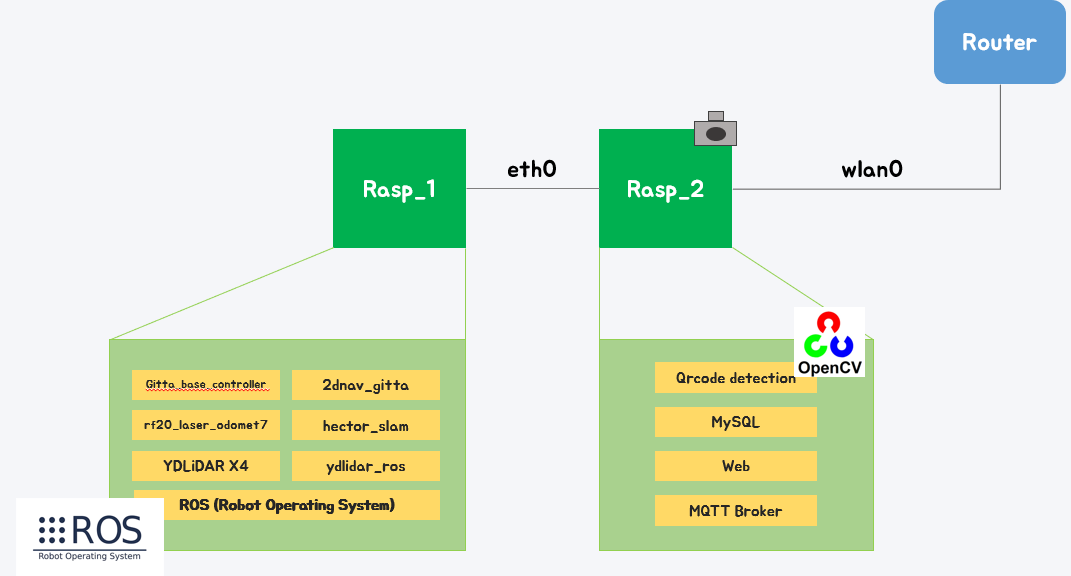 Router
Rasp_1
eth0
Rasp_2
wlan0
Gitta_base_controller
2dnav_gitta
rf20_laser_odomet7
hector_slam
YDLiDAR X4
ydlidar_ros
ROS (Robot Operating System)
ROS
Robot Operating System
OpenCV
Qrcode detection
MySQL
Web
MQTT Broker